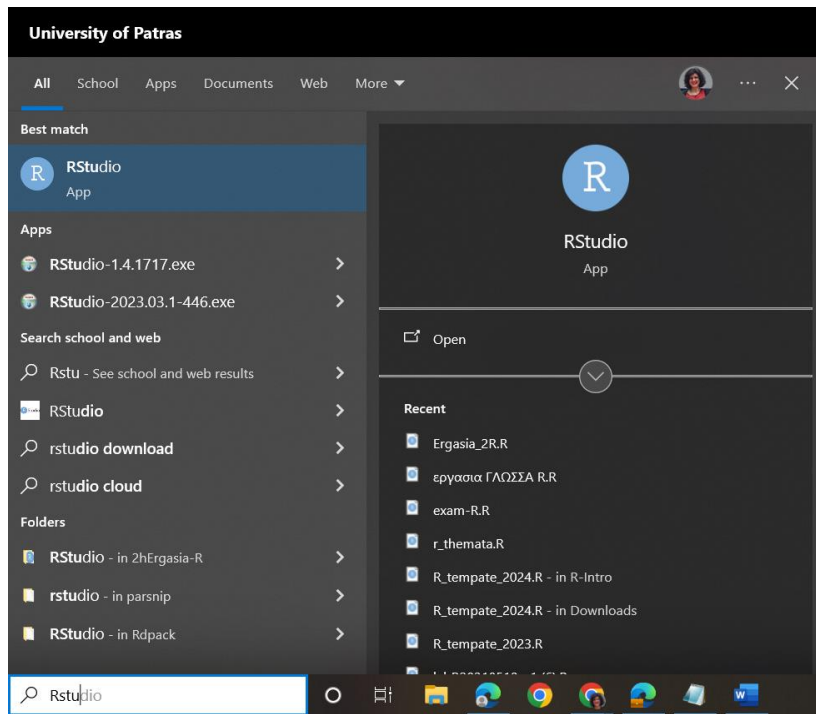 University of Patras
All School Apps Documents Web More
Best match
R RStudio
App
Apps
RStudio-1.4.1717.exe
RStudio-2023.03.1-446.exe
Search school and web
Rstu - See school and web results
RStudio
rstudio download
rstudio cloud
Folders
RStudio - in 2hErgasia-R
rstudio - in parsnip
RStudio - in Rdpack
R
RStudio
App
Open
Recent
Ergasia_2R.R
εργασια ΓΛΩΣΣΑ R.R
exam-R.R
r_themata.R
R_tempate_2024.R - in R-Intro
R_tempate_2024.R - in Downloads
R_tempate_2023.R
Rstudio